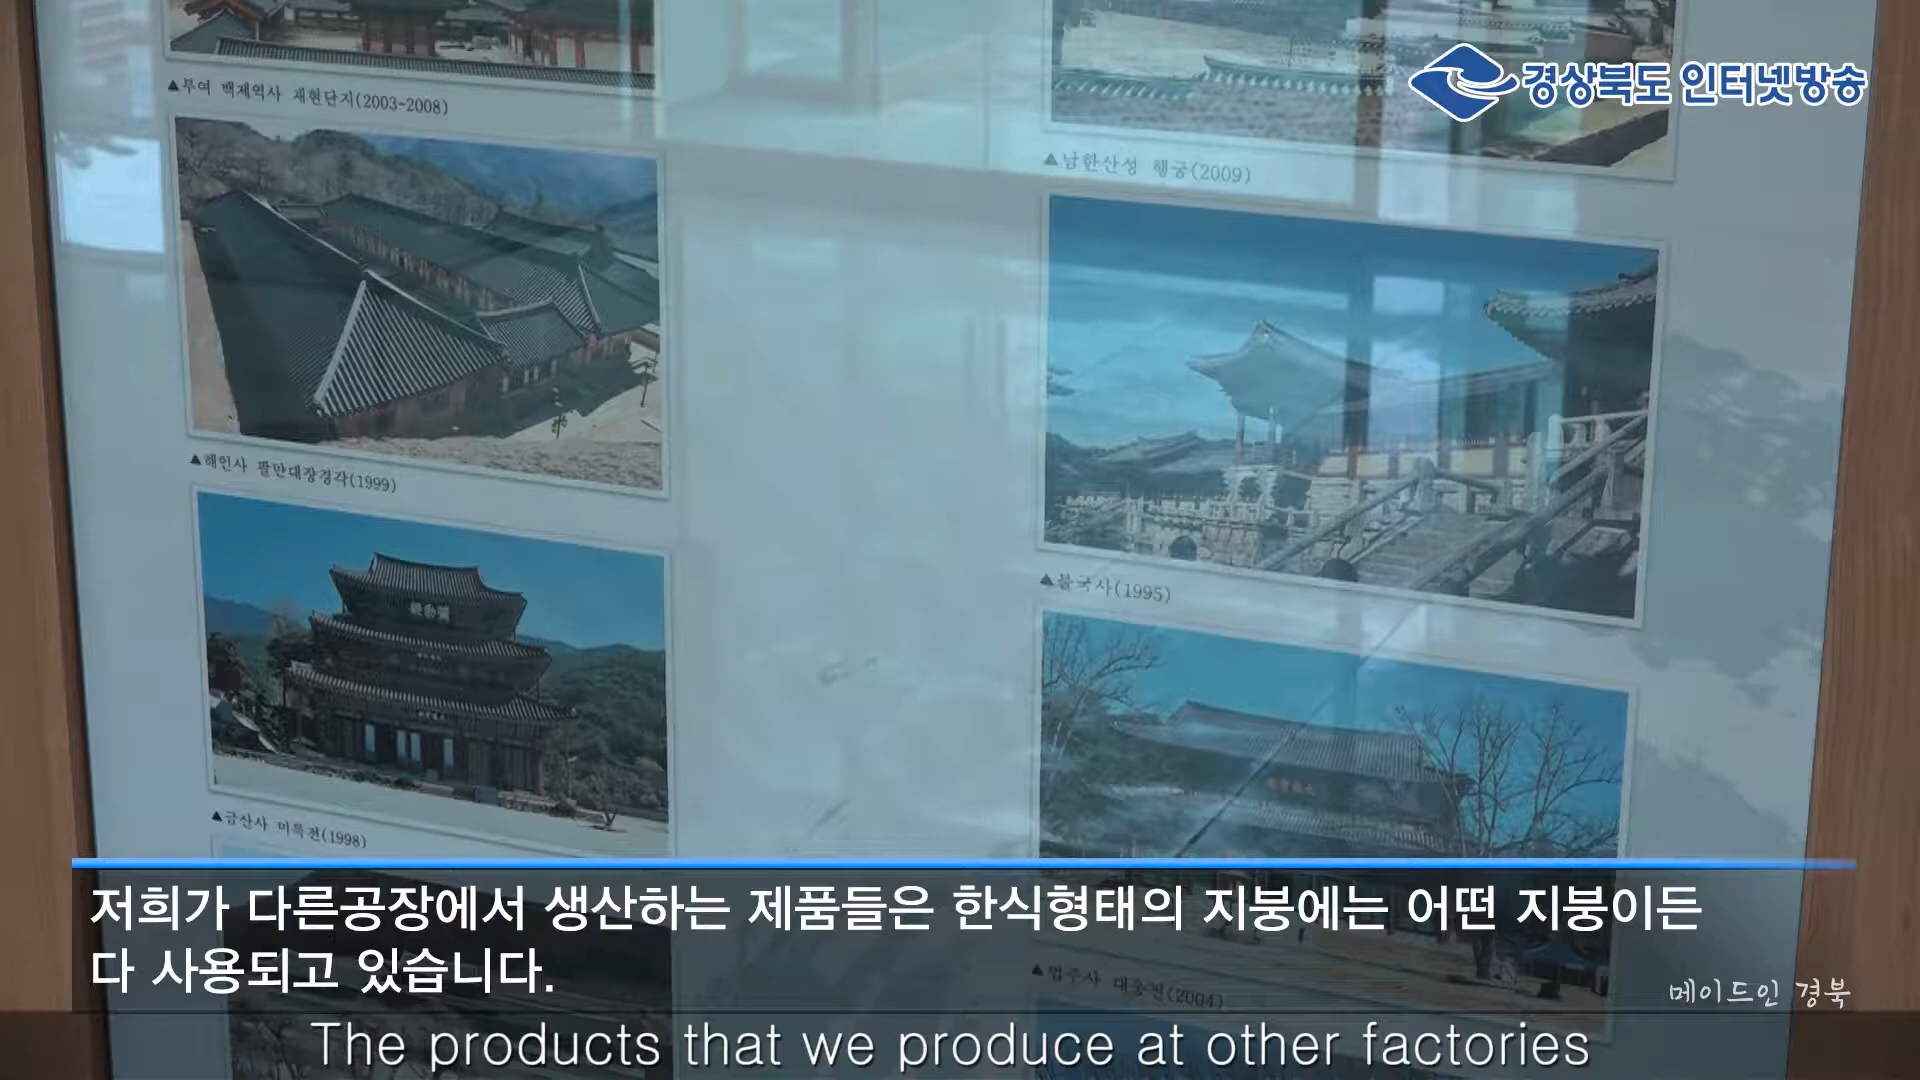 경상북도 인터넷방송
▲부여 백제역사 재현단지(2003-2008)
▲남한산성 행궁(2009)
▲해인사 팔만대장경각(1999)
▲불국사(1995)
▲금산사 미륵전(1998)
▲법주사 대웅전(2004)
저희가 다른공장에서 생산하는 제품들은 한식형태의 지붕에는 어떤 지붕이든
다 사용되고 있습니다.
메이드인 경북
The products that we produce at other factories